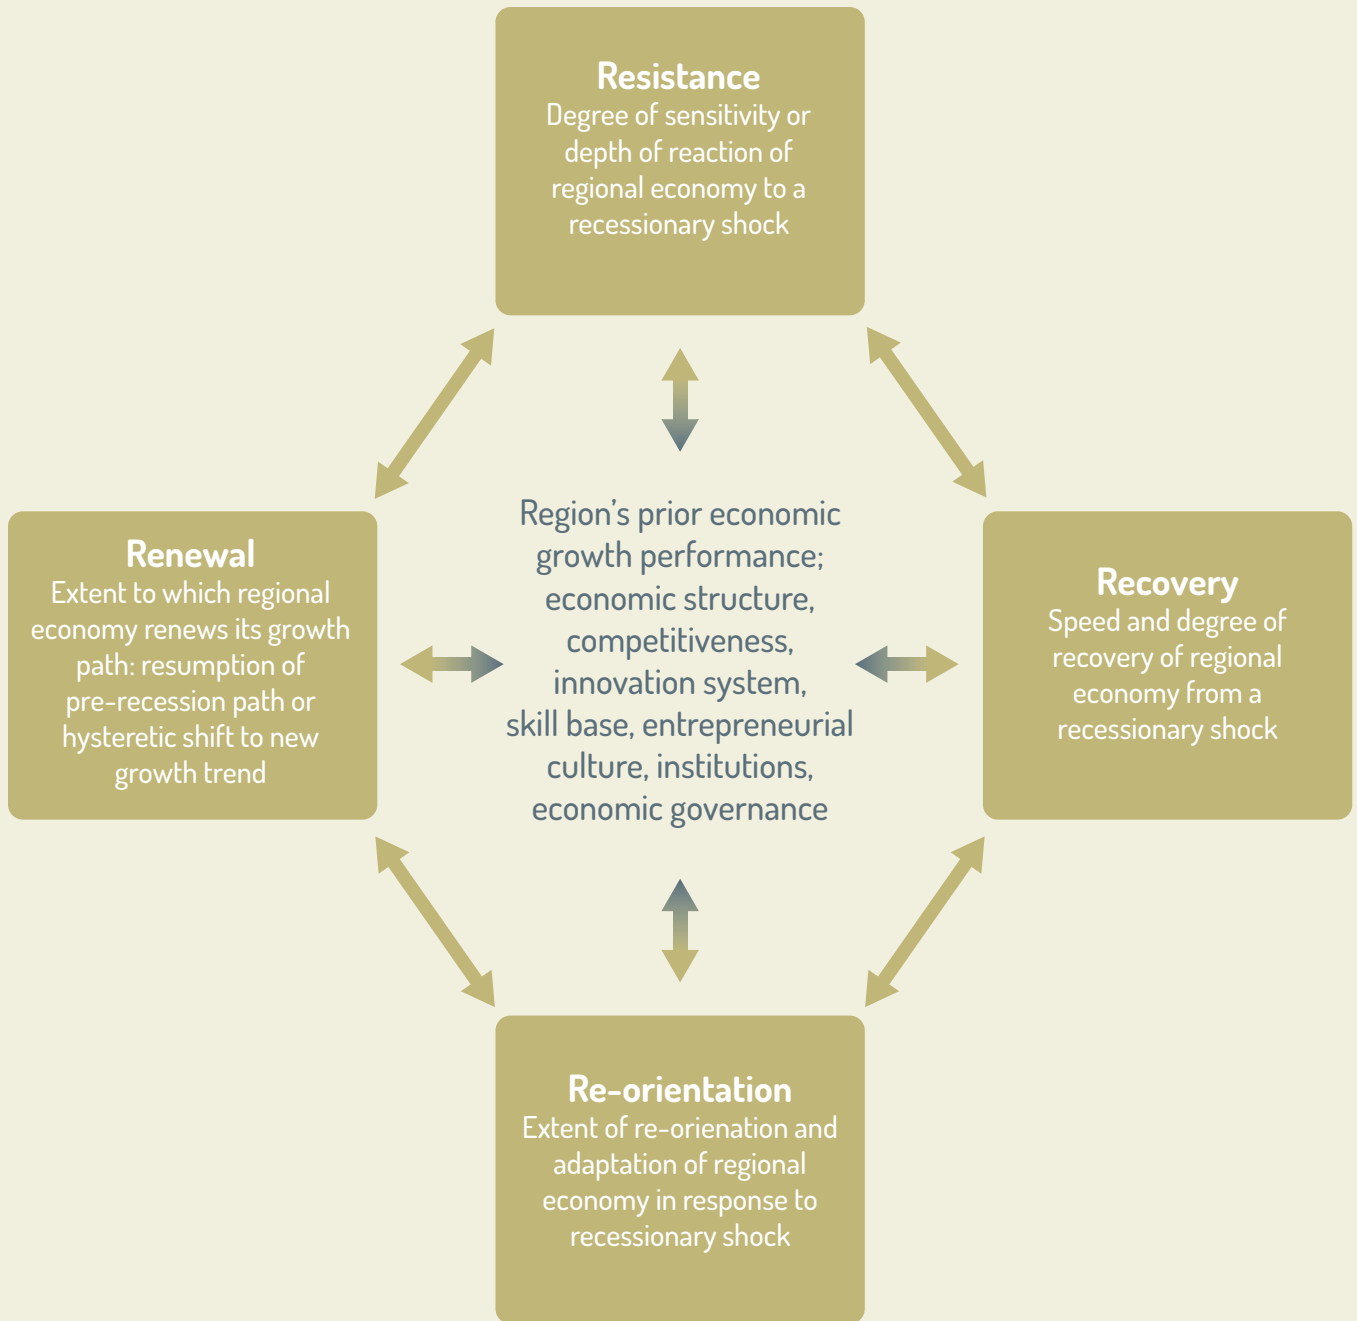 Resistance
Degree of sensitivity or
depth of reaction of
regional economy to a
recessionary shock
Renewal
Extent to which regional
economy renews its growth
path: resumption of
pre-recession path or
hysteretic shift to new
growth trend
Region’s prior economic
growth performance;
economic structure,
competitiveness,
innovation system,
skill base, entrepreneurial
culture, institutions,
economic governance
Recovery
Speed and degree of
recovery of regional
economy from a
recessionary shock
Re-orientation
Extent of re-orienation and
adaptation of regional
economy in response to
recessionary shock